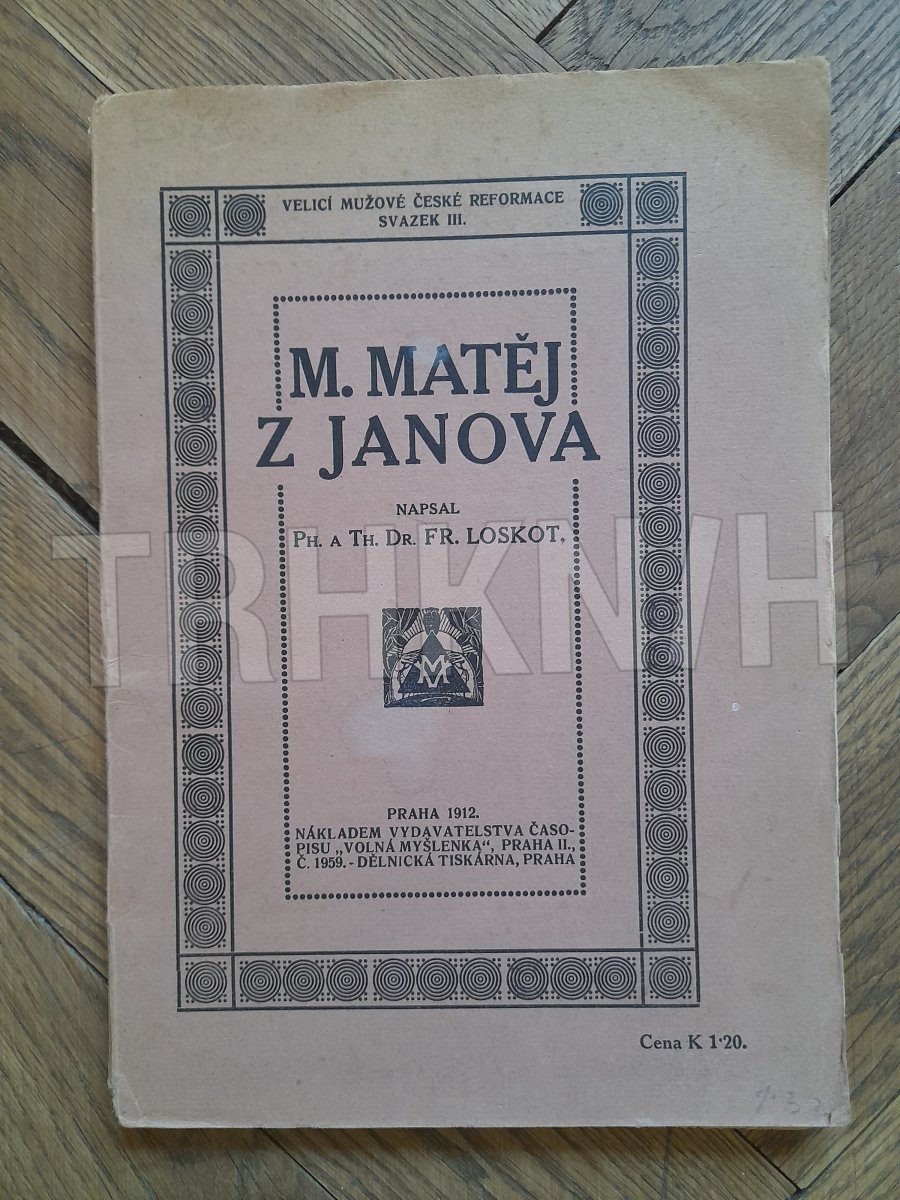 VELICÍ MUŽOVÉ ČESKÉ REFORMACE
SVAZEK III.
M. MATĚJ
Z JANOVA
NAPSAL
PH. A TH. DR. FR. LOSKOT,
M
PRAHA 1912.
NÁKLADEM VYDAVATELSTVA ČASO-
PISU „VOLNÁ MYŠLENKA“, PRAHA II.,
Č. 1959. - DĚLNICKÁ TISKÁRNA, PRAHA
Cena K 1·20.
TRHKNIH